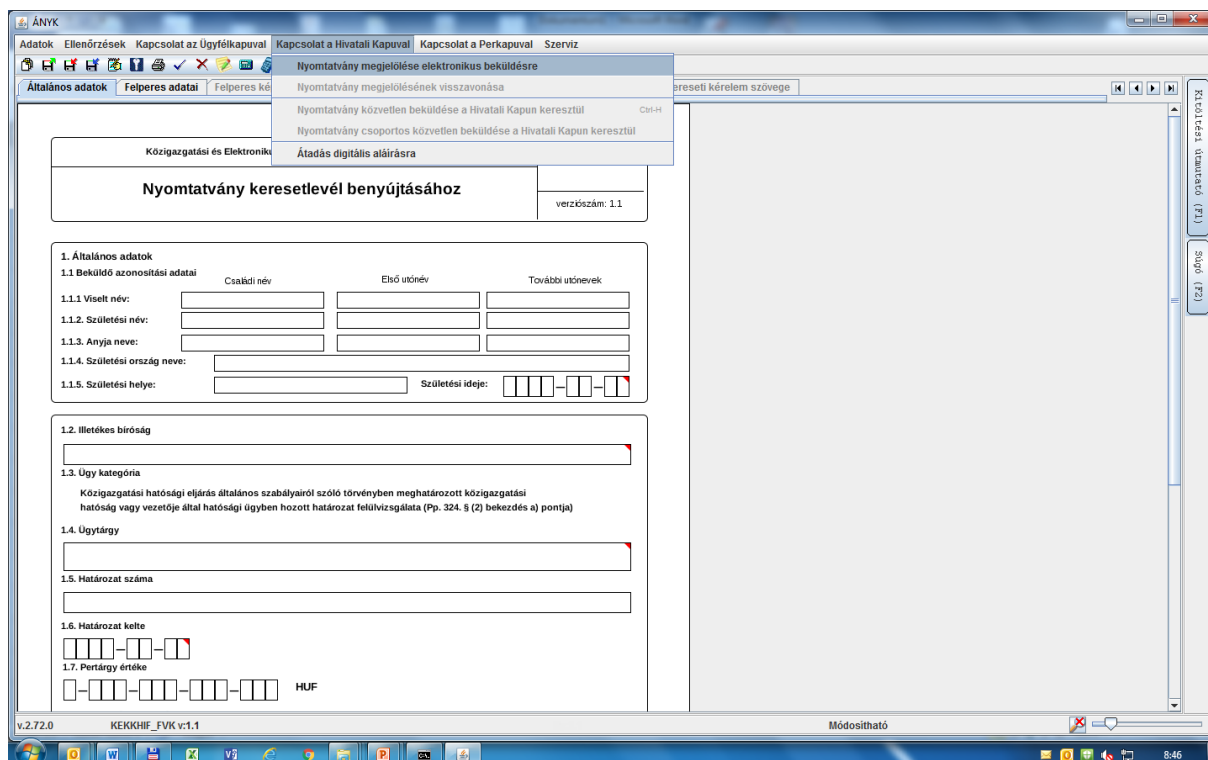 ÁNYK
Adatok Ellenőrzések Kapcsolat az Ügyfélkapuval Kapcsolat a Hivatali Kapuval Kapcsolat a Perkapuval Szerviz
Nyomtatvány megjelölése elektronikus beküldésre
Nyomtatvány megjelölésének visszavonása
Nyomtatvány közvetlen beküldése a Hivatali Kapun keresztül Ctrl-H
Nyomtatvány csoportos közvetlen beküldése a Hivatali Kapun keresztül
Átadás digitális aláírásra
Általános adatok Felperes adatai Felperes ké ereseti kérelem szövege
Kitöltési útmutató (F1)
Súgó (F2)
Közigazgatási és Elektroniku
Nyomtatvány keresetlevél benyújtásához
verziószám: 1.1
1. Általános adatok
1.1 Beküldő azonosítási adatai
Családi név Első utónév További utónevek
1.1.1 Viselt név:
1.1.2. Születési név:
1.1.3. Anyja neve:
1.1.4. Születési ország neve:
1.1.5. Születési helye: Születési ideje:
1.2. Illetékes bíróság
1.3. Ügy kategória
Közigazgatási hatósági eljárás általános szabályairól szóló törvényben meghatározott közigazgatási
hatóság vagy vezetője által hatósági ügyben hozott határozat felülvizsgálata (Pp. 324. § (2) bekezdés a) pontja)
1.4. Ügytárgy
1.5. Határozat száma
1.6. Határozat kelte
1.7. Pertárgy értéke
HUF
v.2.72.0 KEKKHIF_FVK v:1.1 Módosítható
8:46